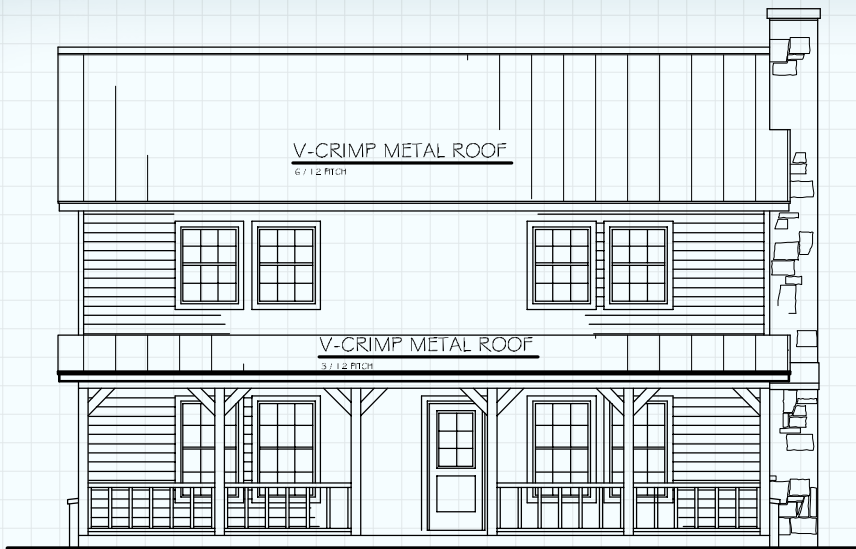 V-CRIMP METAL ROOF
6 / 12 PITCH
V-CRIMP METAL ROOF
3 / 12 PITCH